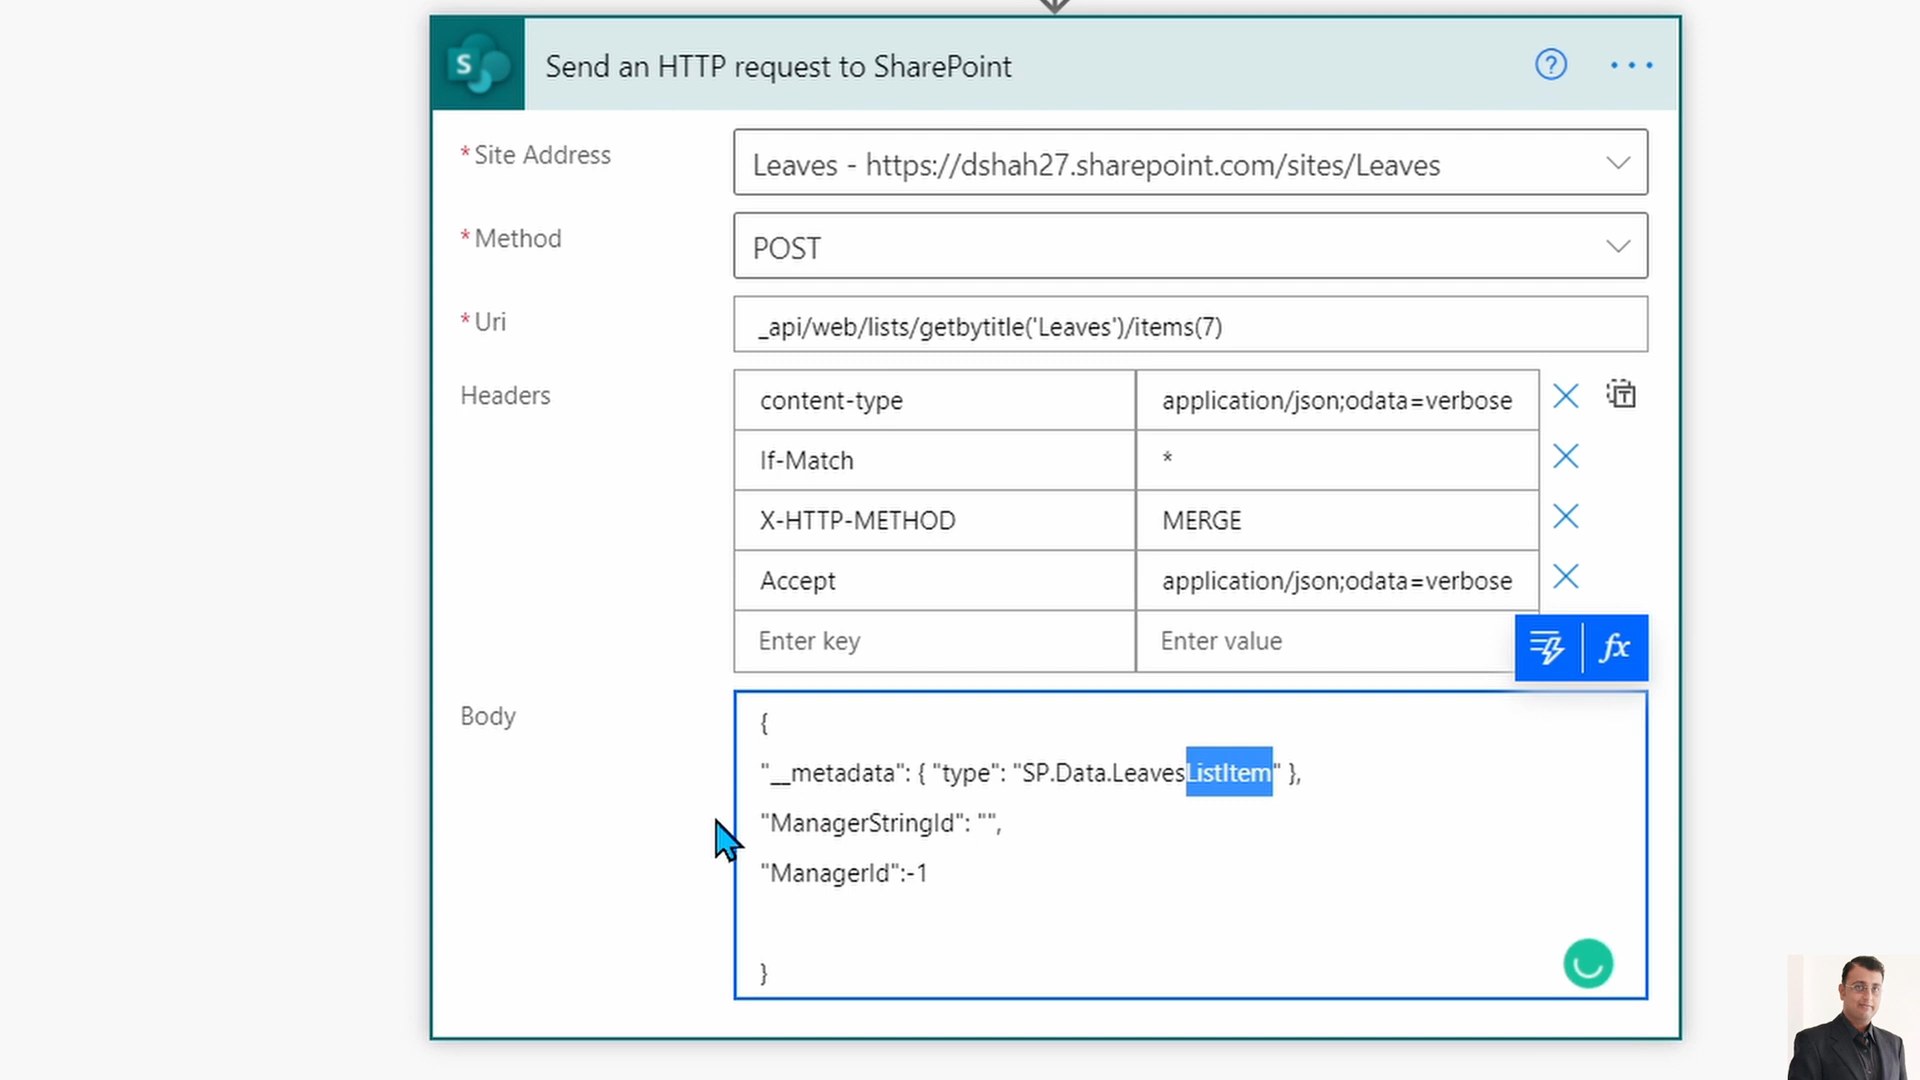 S
Send an HTTP request to SharePoint
?
* Site Address
Leaves - https://dshah27.sharepoint.com/sites/Leaves
* Method
POST
* Uri
_api/web/lists/getbytitle('Leaves')/items(7)
Headers
content-type application/json;odata=verbose
If-Match *
X-HTTP-METHOD MERGE
Accept application/json;odata=verbose
Enter key Enter value
fx
Body
{
"__metadata": { "type": "SP.Data.LeavesListItem" },
"ManagerStringId": "",
"ManagerId":-1
}